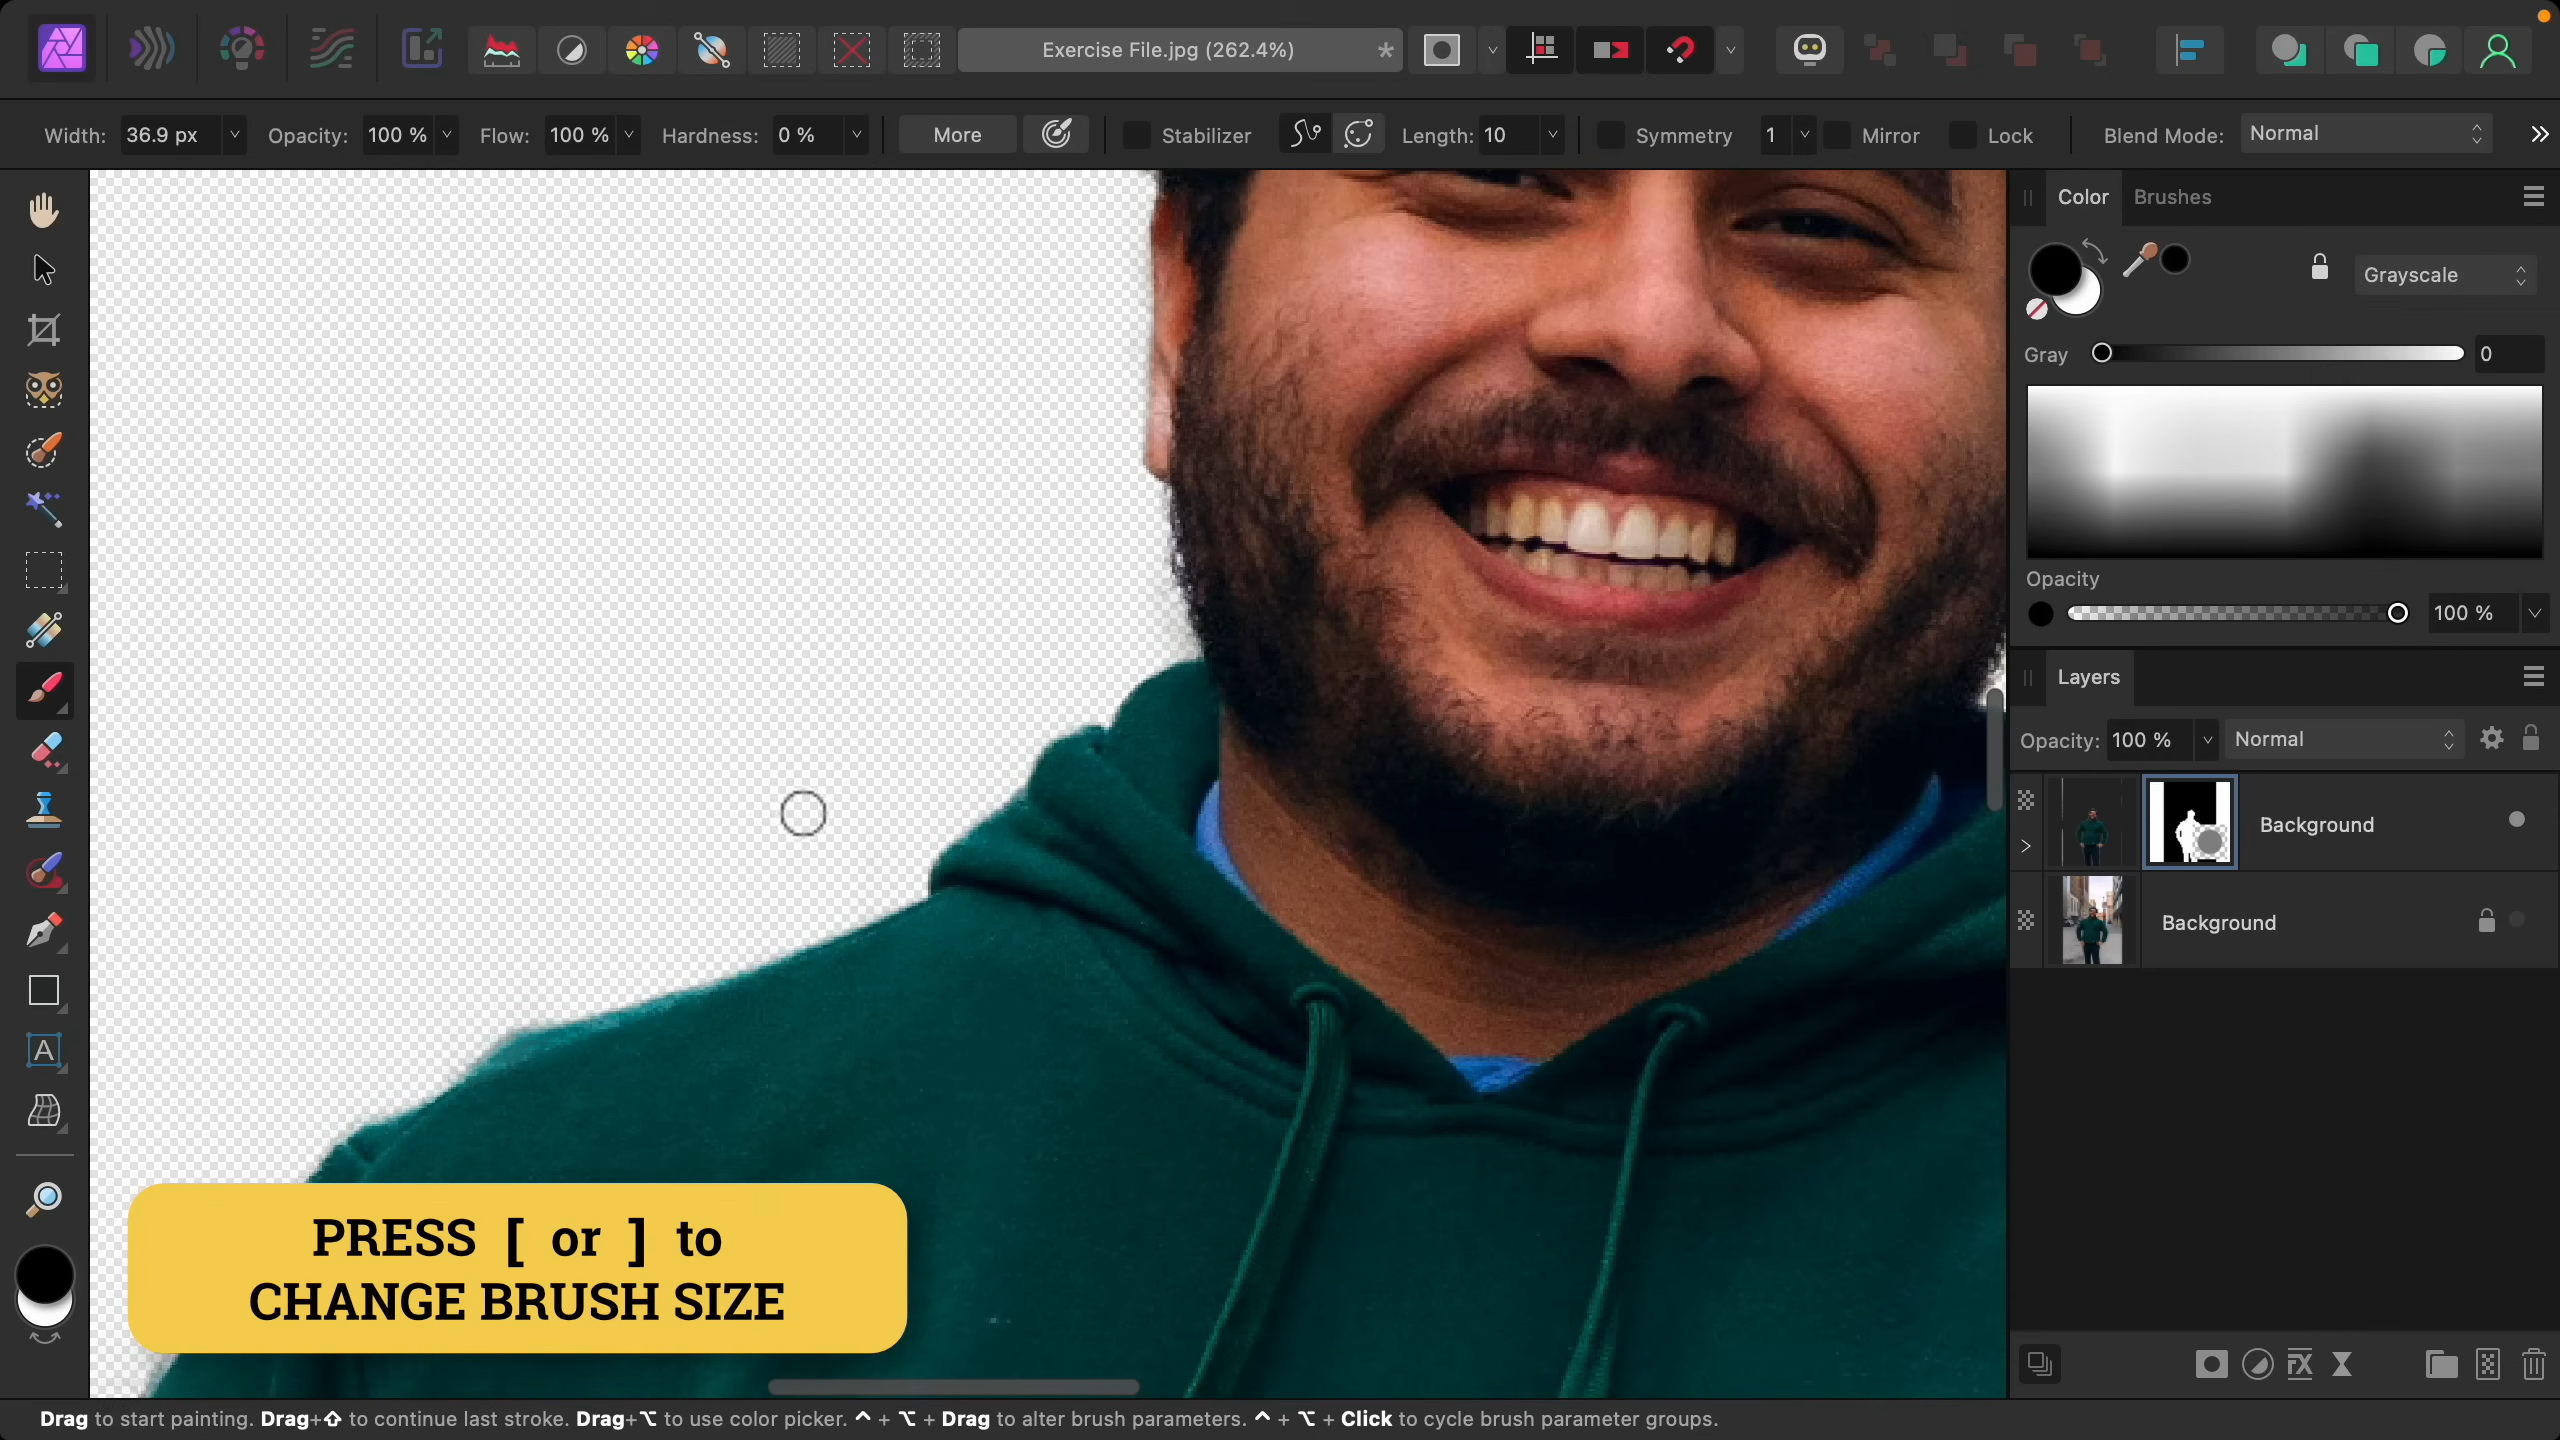 Exercise File.jpg (262.4%)
*
Width: 36.9 px Opacity: 100 % Flow: 100 % Hardness: 0 % More Stabilizer Length: 10 Symmetry 1 Mirror Lock Blend Mode: Normal
Color Brushes
Grayscale
Gray 0
Opacity
100 %
Layers
Opacity: 100 % Normal
Background
Background
A
PRESS [ or ] to
CHANGE BRUSH SIZE
FX
Drag to start painting. Drag+⇧ to continue last stroke. Drag+⌥ to use color picker. ^ + ⌥ + Drag to alter brush parameters. ^ + ⌥ + Click to cycle brush parameter groups.